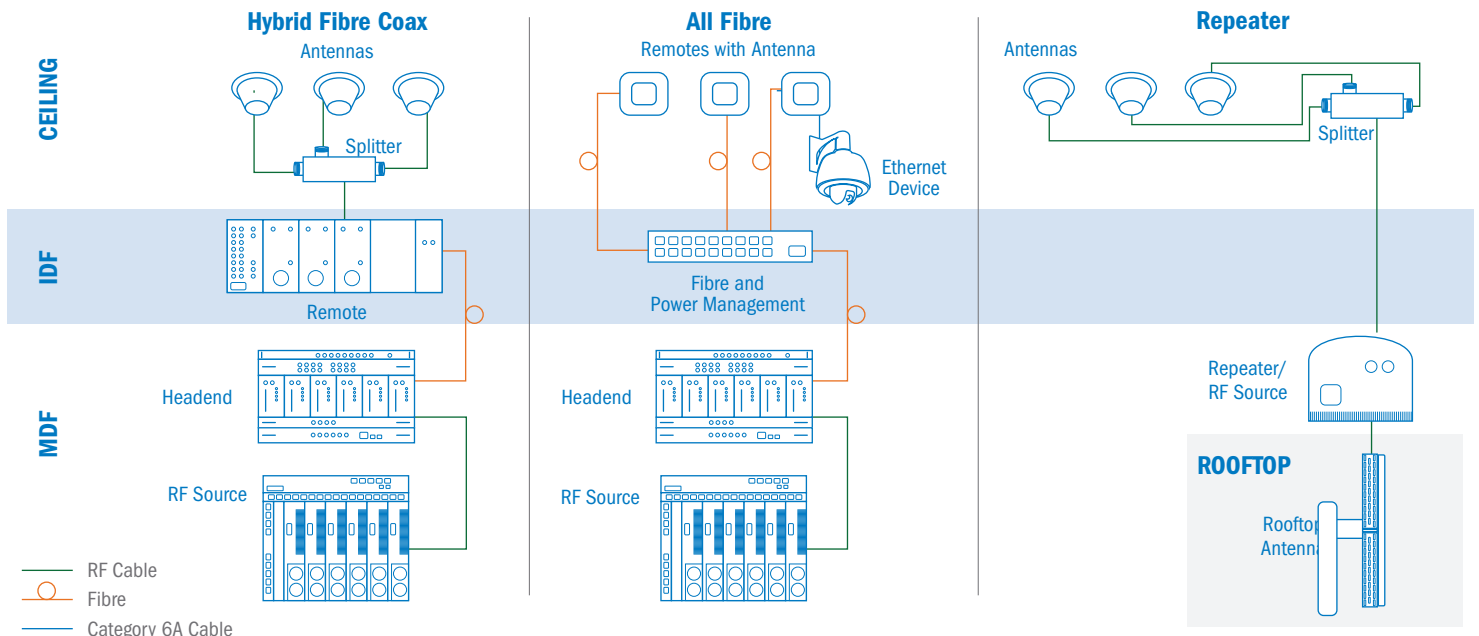 Hybrid Fibre Coax
All Fibre
Repeater
CEILING
Antennas
Remotes with Antenna
Antennas
Splitter
Splitter
Ethernet
Device
IDF
Remote
Fibre and
Power Management
MDF
Headend
Headend
Repeater/
RF Source
RF Source
RF Source
ROOFTOP
Rooftop
Antenna
RF Cable
Fibre
Category 6A Cable